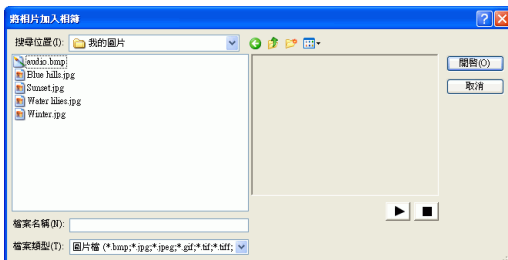 將相片加入相簿
搜尋位置(I): 我的圖片
audio.bmp
Blue hills.jpg
Sunset.jpg
Water lilies.jpg
Winter.jpg
開啟(O)
取消
檔案名稱(N):
檔案類型(T): 圖片檔 (*.bmp;*.jpg;*.jpeg;*.gif;*.tif;*.tiff;